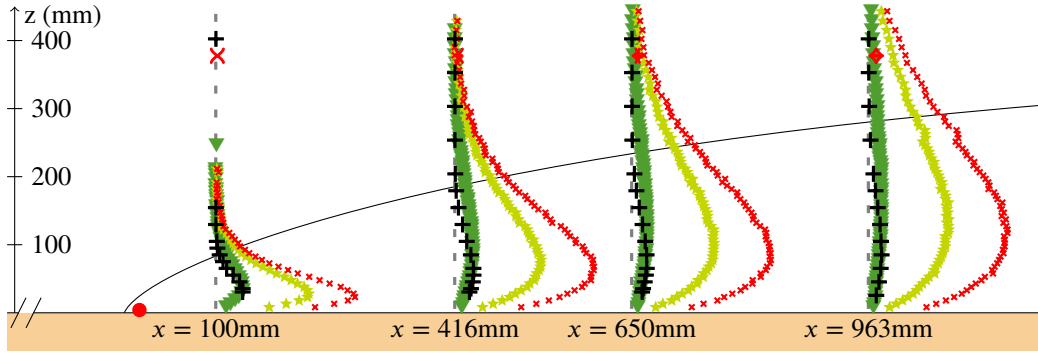 z (mm)
400
300
200
100
x = 100mm
x = 416mm
x = 650mm
x = 963mm